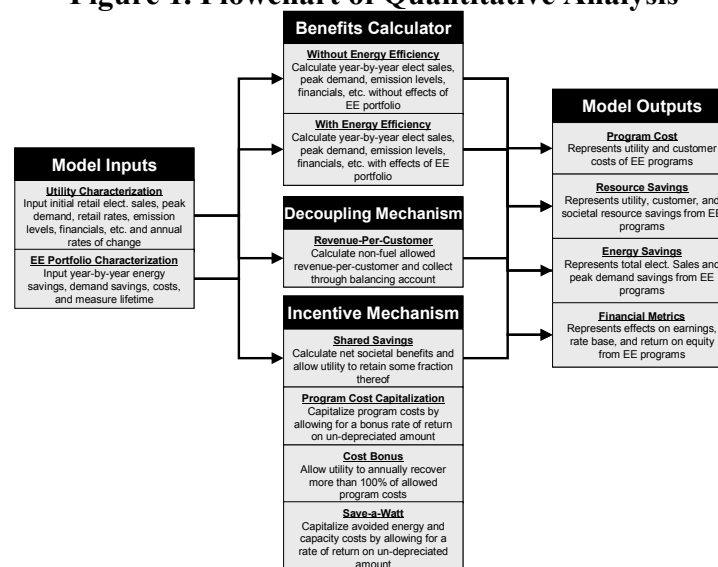 Figure 1. Flowchart of Quantitative Analysis
Model Inputs
Utility Characterization
Input initial retail elect. sales, peak
demand, retail rates, emission
levels, financials, etc. and annual
rates of change
EE Portfolio Characterization
Input year-by-year energy
savings, demand savings, costs,
and measure lifetime
Benefits Calculator
Without Energy Efficiency
Calculate year-by-year elect sales,
peak demand, emission levels,
financials, etc. without effects of
EE portfolio
With Energy Efficiency
Calculate year-by-year elect sales,
peak demand, emission levels,
financials, etc. with effects of EE
portfolio
Decoupling Mechanism
Revenue-Per-Customer
Calculate non-fuel allowed
revenue-per-customer and collect
through balancing account
Incentive Mechanism
Shared Savings
Calculate net societal benefits and
allow utility to retain some fraction
thereof
Program Cost Capitalization
Capitalize program costs by
allowing for a bonus rate of return
on un-depreciated amount
Cost Bonus
Allow utility to annually recover
more than 100% of allowed
program costs
Save-a-Watt
Capitalize avoided energy and
capacity costs by allowing for a
rate of return on un-depreciated
amount
Model Outputs
Program Cost
Represents utility and customer
costs of EE programs
Resource Savings
Represents utility, customer, and
societal resource savings from EE
programs
Energy Savings
Represents total elect. Sales and
peak demand savings from EE
programs
Financial Metrics
Represents effects on earnings,
rate base, and return on equity
from EE programs